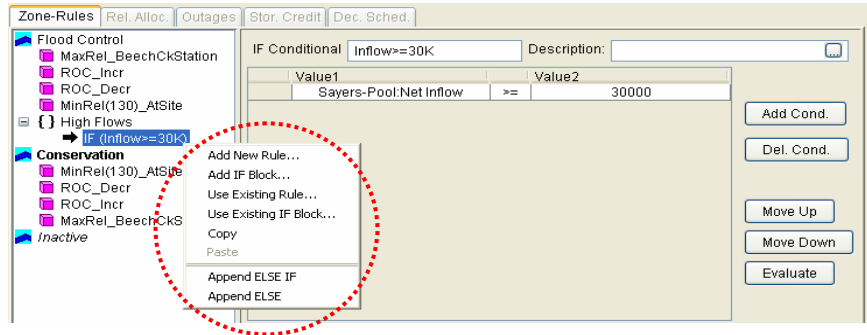 Zone-Rules Rel. Alloc. Outages Stor. Credit Dec. Sched.
Flood Control
MaxRel_BeechCkStation
ROC_Incr
ROC_Decr
MinRel(130)_AtSite
{ } High Flows
IF (Inflow>=30K)
Conservation
MinRel(130)_AtSite
ROC_Decr
ROC_Incr
MaxRel_BeechCkS
Inactive
Add New Rule...
Add IF Block...
Use Existing Rule...
Use Existing IF Block...
Copy
Paste
Append ELSE IF
Append ELSE
IF Conditional Inflow>=30K Description: ...
Value1 Value2
Sayers-Pool:Net Inflow >= 30000
Add Cond.
Del. Cond.
Move Up
Move Down
Evaluate